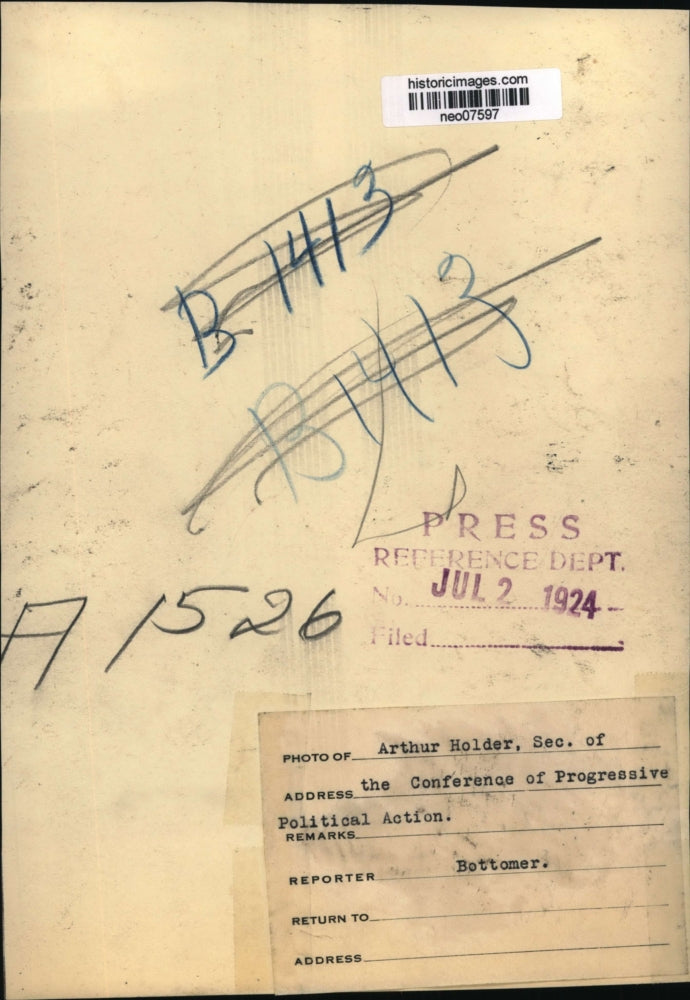 historicimages.com
neo07597
B 1413
B 1413
PRESS
REFERENCE DEPT.
No. JUL 2 1924
Filed
A 1526
PHOTO OF Arthur Holder, Sec. of
ADDRESS the Conference of Progressive
Political Action.
REMARKS
REPORTER Bottomer.
RETURN TO
ADDRESS